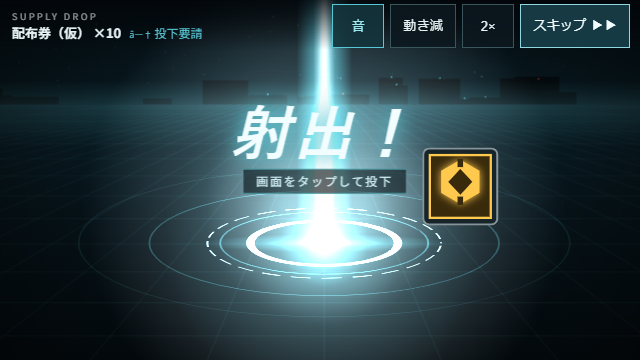 SUPPLY DROP
配布券（仮） ×10 â—† 投下要請
音
動き減
2×
スキップ ▶▶
射出！
画面をタップして投下